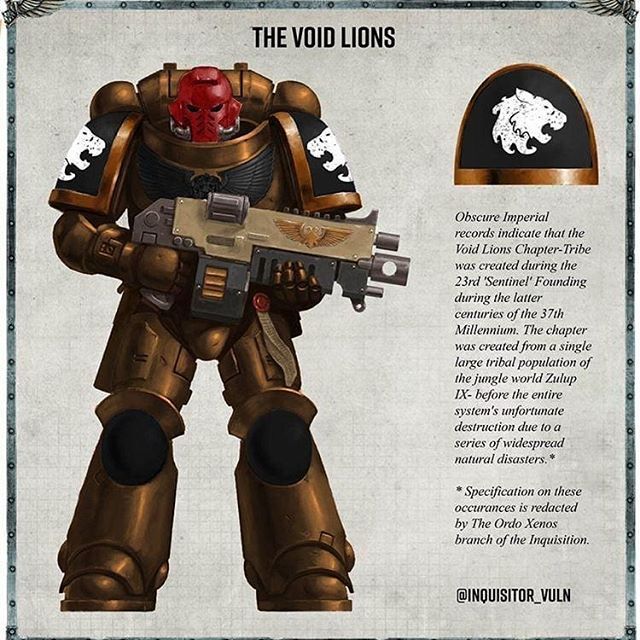 THE VOID LIONS
Obscure Imperial
records indicate that the
Void Lions Chapter-Tribe
was created during the
23rd 'Sentinel' Founding
during the latter
centuries of the 37th
Millennium. The chapter
was created from a single
large tribal population of
the jungle world Zulup
IX- before the entire
system's unfortunate
destruction due to a
series of widespread
natural disasters.*
* Specification on these
occurances is redacted
by The Ordo Xenos
branch of the Inquisition.
@INQUISITOR_VULN